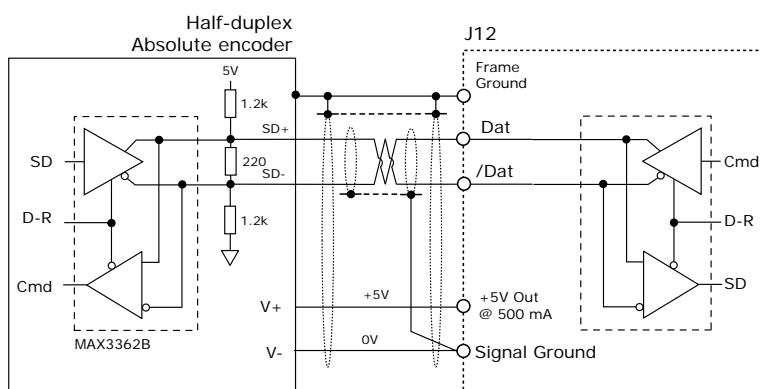 Half-duplex
Absolute encoder
J12
5V
Frame
Ground
1.2k
SD+
Dat
SD
220
Cmd
SD-
/Dat
D-R
1.2k
D-R
Cmd
SD
V+
+5V
+5V Out
@ 500 mA
MAX3362B
V-
0V
Signal Ground